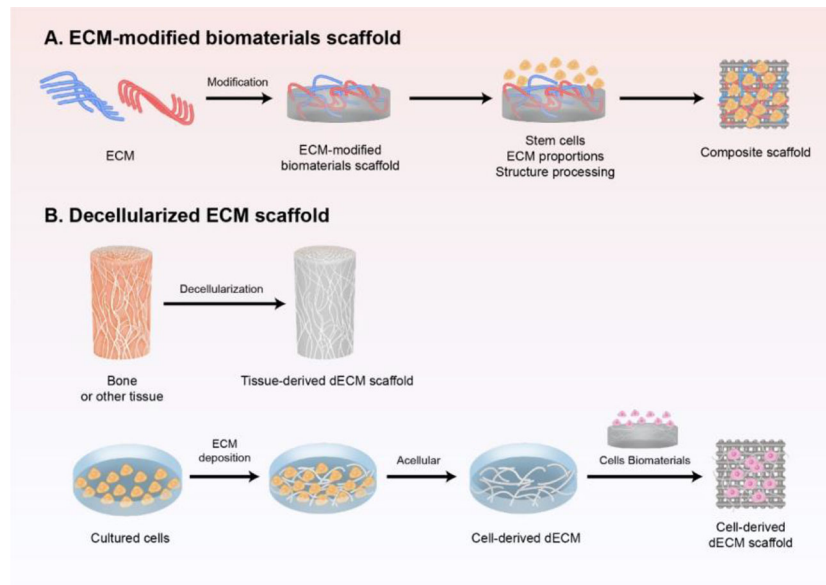 A. ECM-modified biomaterials scaffold
Modification
ECM
ECM-modified
biomaterials scaffold
Stem cells
ECM proportions
Structure processing
Composite scaffold
B. Decellularized ECM scaffold
Decellularization
Bone
or other tissue
Tissue-derived dECM scaffold
ECM
deposition
Acellular
Cells Biomaterials
Cultured cells
Cell-derived dECM
Cell-derived
dECM scaffold